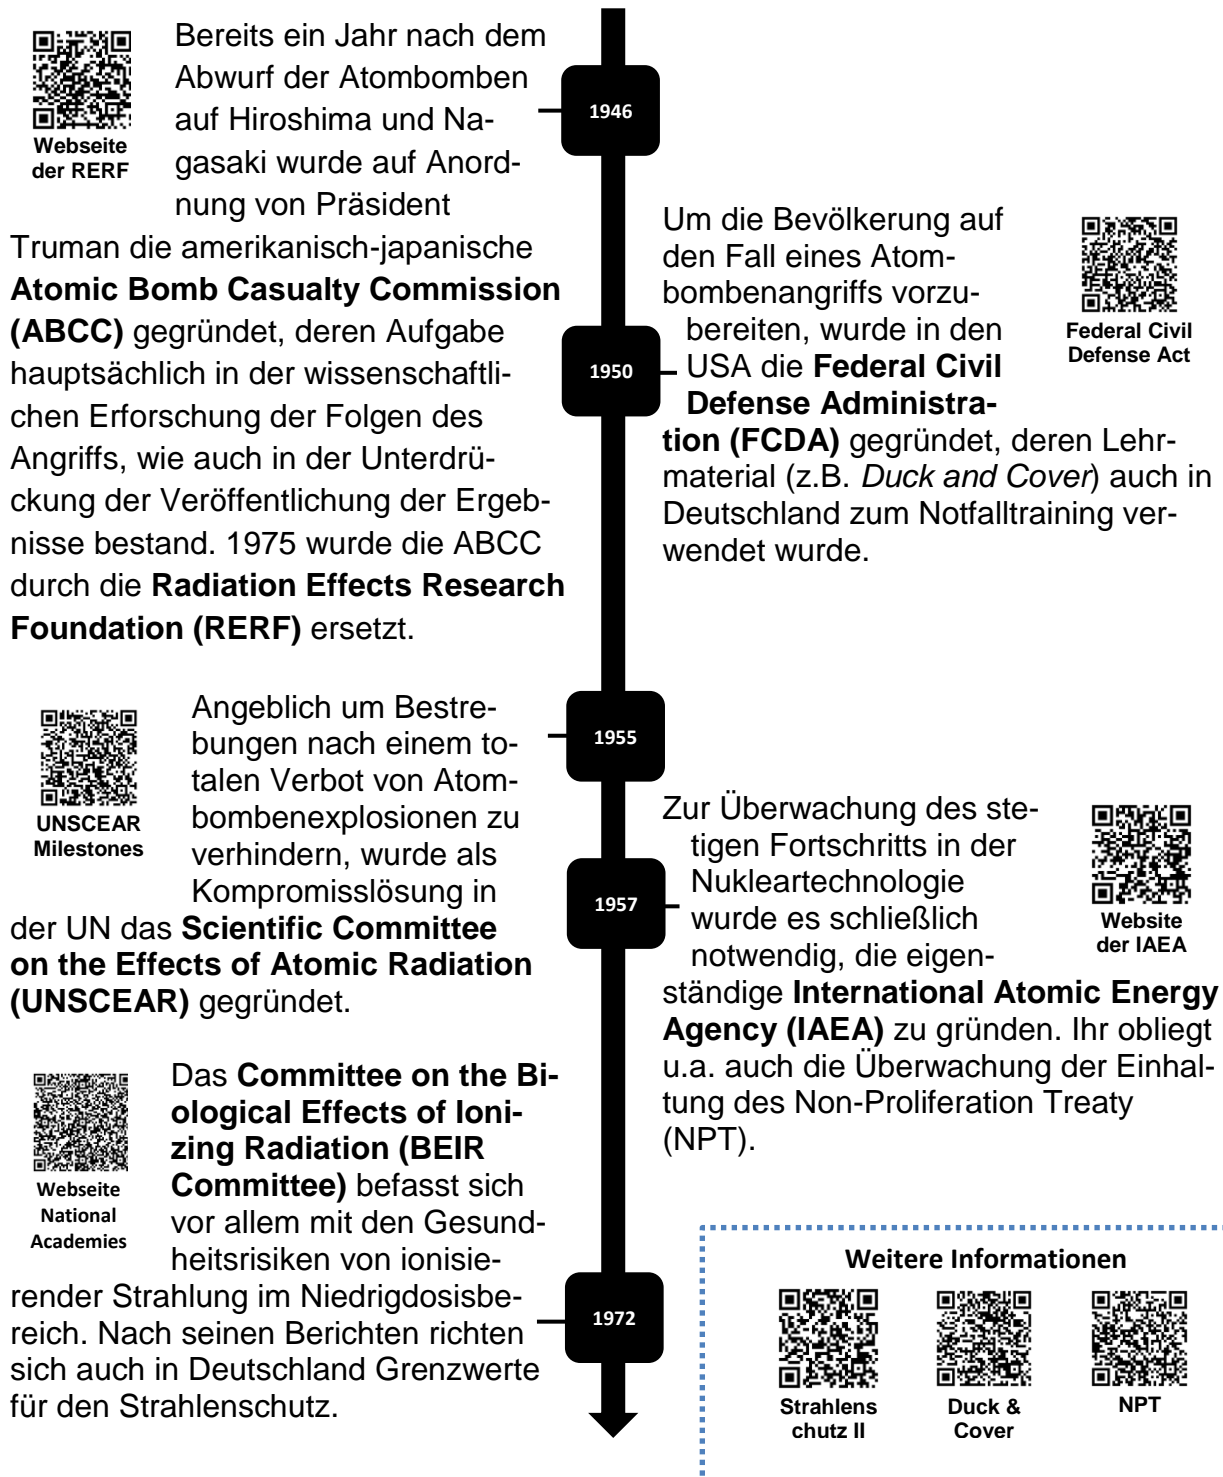 Webseite
der RERF
Bereits ein Jahr nach dem
Abwurf der Atombomben
auf Hiroshima und Na-
gasaki wurde auf Anord-
nung von Präsident
Truman die amerikanisch-japanische
Atomic Bomb Casualty Commission
(ABCC) gegründet, deren Aufgabe
hauptsächlich in der wissenschaftli-
chen Erforschung der Folgen des
Angriffs, wie auch in der Unterdrü-
ckung der Veröffentlichung der Ergeb-
nisse bestand. 1975 wurde die ABCC
durch die Radiation Effects Research
Foundation (RERF) ersetzt.
1946
Um die Bevölkerung auf
den Fall eines Atom-
bombenangriffs vorzu-
bereiten, wurde in den
USA die Federal Civil
Defense Administra-
tion (FCDA) gegründet, deren Lehr-
material (z.B. Duck and Cover) auch in
Deutschland zum Notfalltraining ver-
wendet wurde.
Federal Civil
Defense Act
1950
UNSCEAR
Milestones
Angeblich um Bestre-
bungen nach einem to-
talen Verbot von Atom-
bombenexplosionen zu
verhindern, wurde als
Kompromisslösung in
der UN das Scientific Committee
on the Effects of Atomic Radiation
(UNSCEAR) gegründet.
1955
Zur Überwachung des ste-
tigen Fortschritts in der
Nukleartechnologie
wurde es schließlich
notwendig, die eigen-
ständige International Atomic Energy
Agency (IAEA) zu gründen. Ihr obliegt
u.a. auch die Überwachung der Einhal-
tung des Non-Proliferation Treaty
(NPT).
Website
der IAEA
1957
Webseite
National
Academies
Das Committee on the Bi-
ological Effects of Ioni-
zing Radiation (BEIR
Committee) befasst sich
vor allem mit den Gesund-
heitsrisiken von ionisie-
render Strahlung im Niedrigdosisbe-
reich. Nach seinen Berichten richten
sich auch in Deutschland Grenzwerte
für den Strahlenschutz.
1972
Weitere Informationen
Strahlens
chutz II
Duck &
Cover
NPT